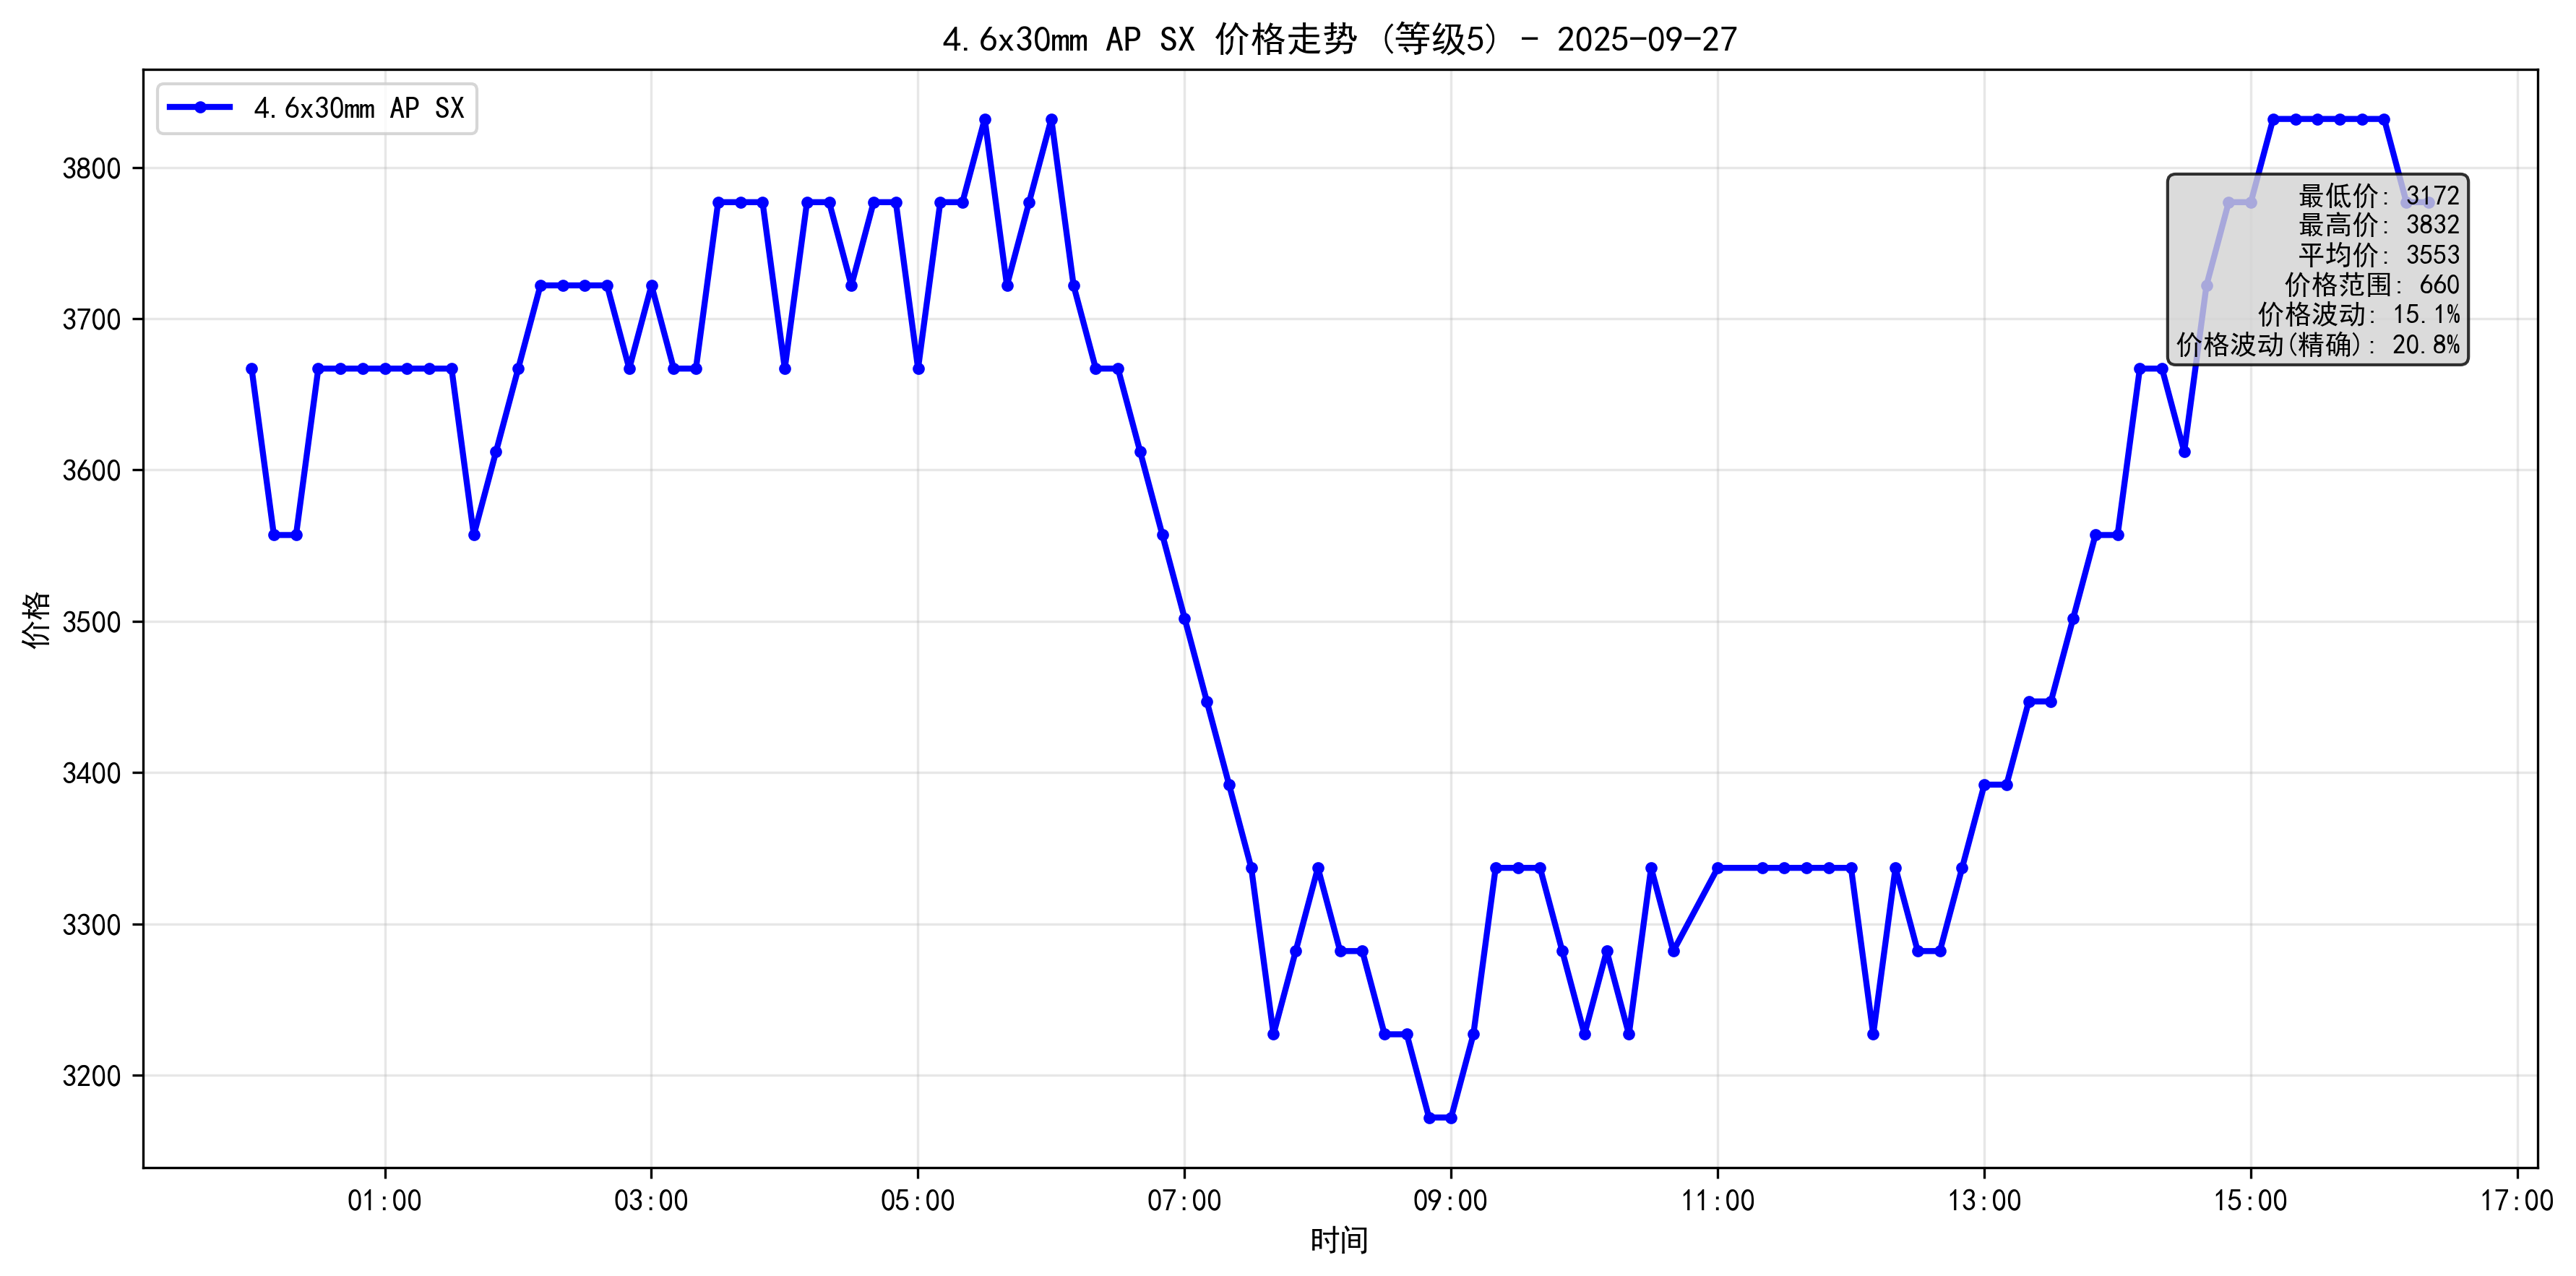 4.6x30mm AP SX 价格走势 (等级5) - 2025-09-27
4.6x30mm AP SX
最低价: 3172
最高价: 3832
平均价: 3553
价格范围: 660
价格波动: 15.1%
价格波动(精确): 20.8%
价格
3800
3700
3600
3500
3400
3300
3200
01:00 03:00 05:00 07:00 09:00 11:00 13:00 15:00 17:00
时间